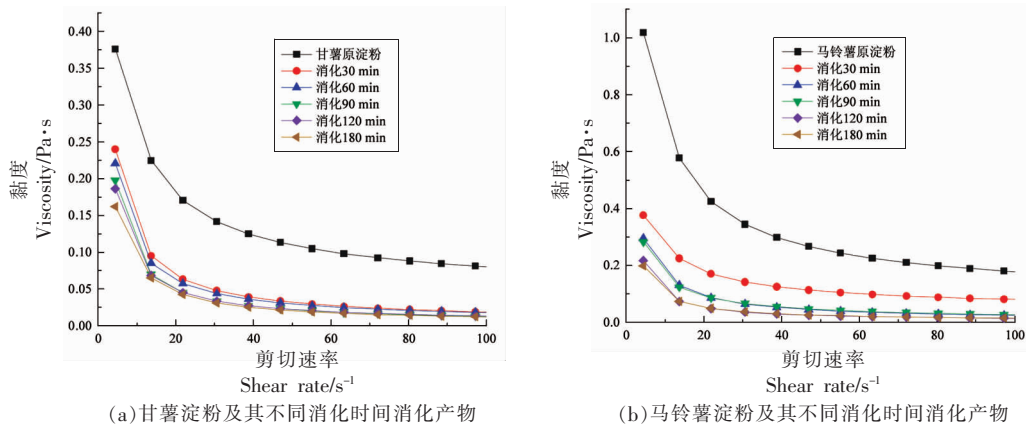 0.40
0.35
0.30
0.25
0.20
0.15
0.10
0.05
0.00
黏度
Viscosity/Pa·s
甘薯原淀粉
消化30 min
消化60 min
消化90 min
消化120 min
消化180 min
0 20 40 60 80 100
剪切速率
Shear rate/s⁻¹
(a)甘薯淀粉及其不同消化时间消化产物
1.0
0.8
0.6
0.4
0.2
0.0
黏度
Viscosity/Pa·s
马铃薯原淀粉
消化30 min
消化60 min
消化90 min
消化120 min
消化180 min
0 20 40 60 80 100
剪切速率
Shear rate/s⁻¹
(b)马铃薯淀粉及其不同消化时间消化产物